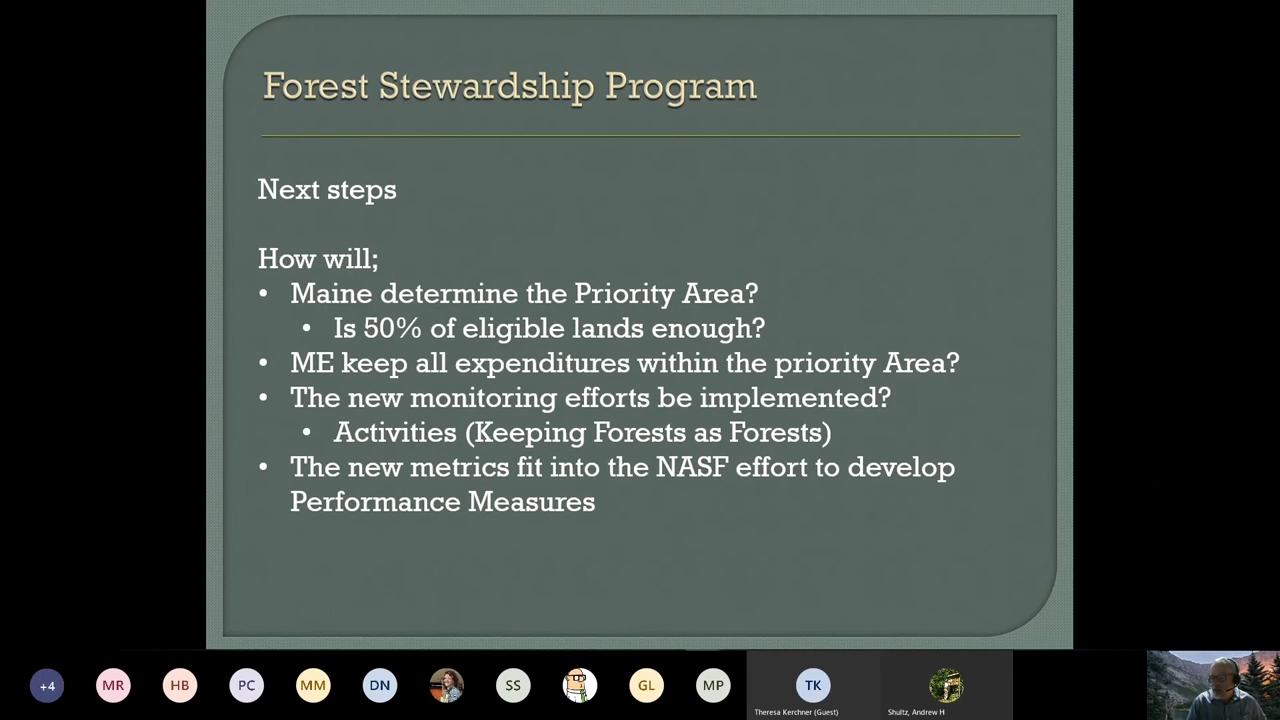 Forest Stewardship Program
Next steps
How will;
• Maine determine the Priority Area?
• Is 50% of eligible lands enough?
• ME keep all expenditures within the priority Area?
• The new monitoring efforts be implemented?
• Activities (Keeping Forests as Forests)
• The new metrics fit into the NASF effort to develop
Performance Measures
+4 MR HB PC MM DN SS GL MP TK
Theresa Kerchner (Guest) Shultz, Andrew H